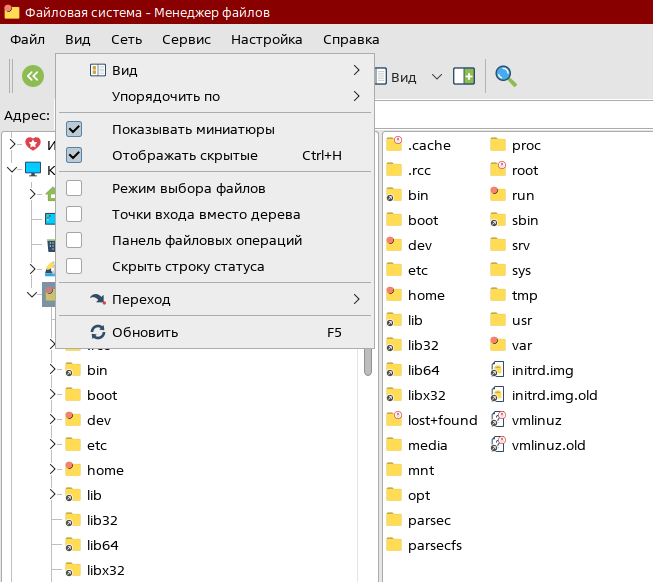 Файловая система – Менеджер файлов
Файл Вид Сеть Сервис Настройка Справка
Вид
Адрес:
Вид
Упорядочить по
Показывать миниатюры
Отображать скрытые Ctrl+H
Режим выбора файлов
Точки входа вместо дерева
Панель файловых операций
Скрыть строку статуса
Переход
Обновить F5
bin
boot
dev
etc
home
lib
lib32
lib64
libx32
.cache
.rcc
bin
boot
dev
etc
home
lib
lib32
lib64
libx32
lost+found
media
mnt
opt
parsec
parsecfs
proc
root
run
sbin
srv
sys
tmp
usr
var
initrd.img
initrd.img.old
vmlinuz
vmlinuz.old